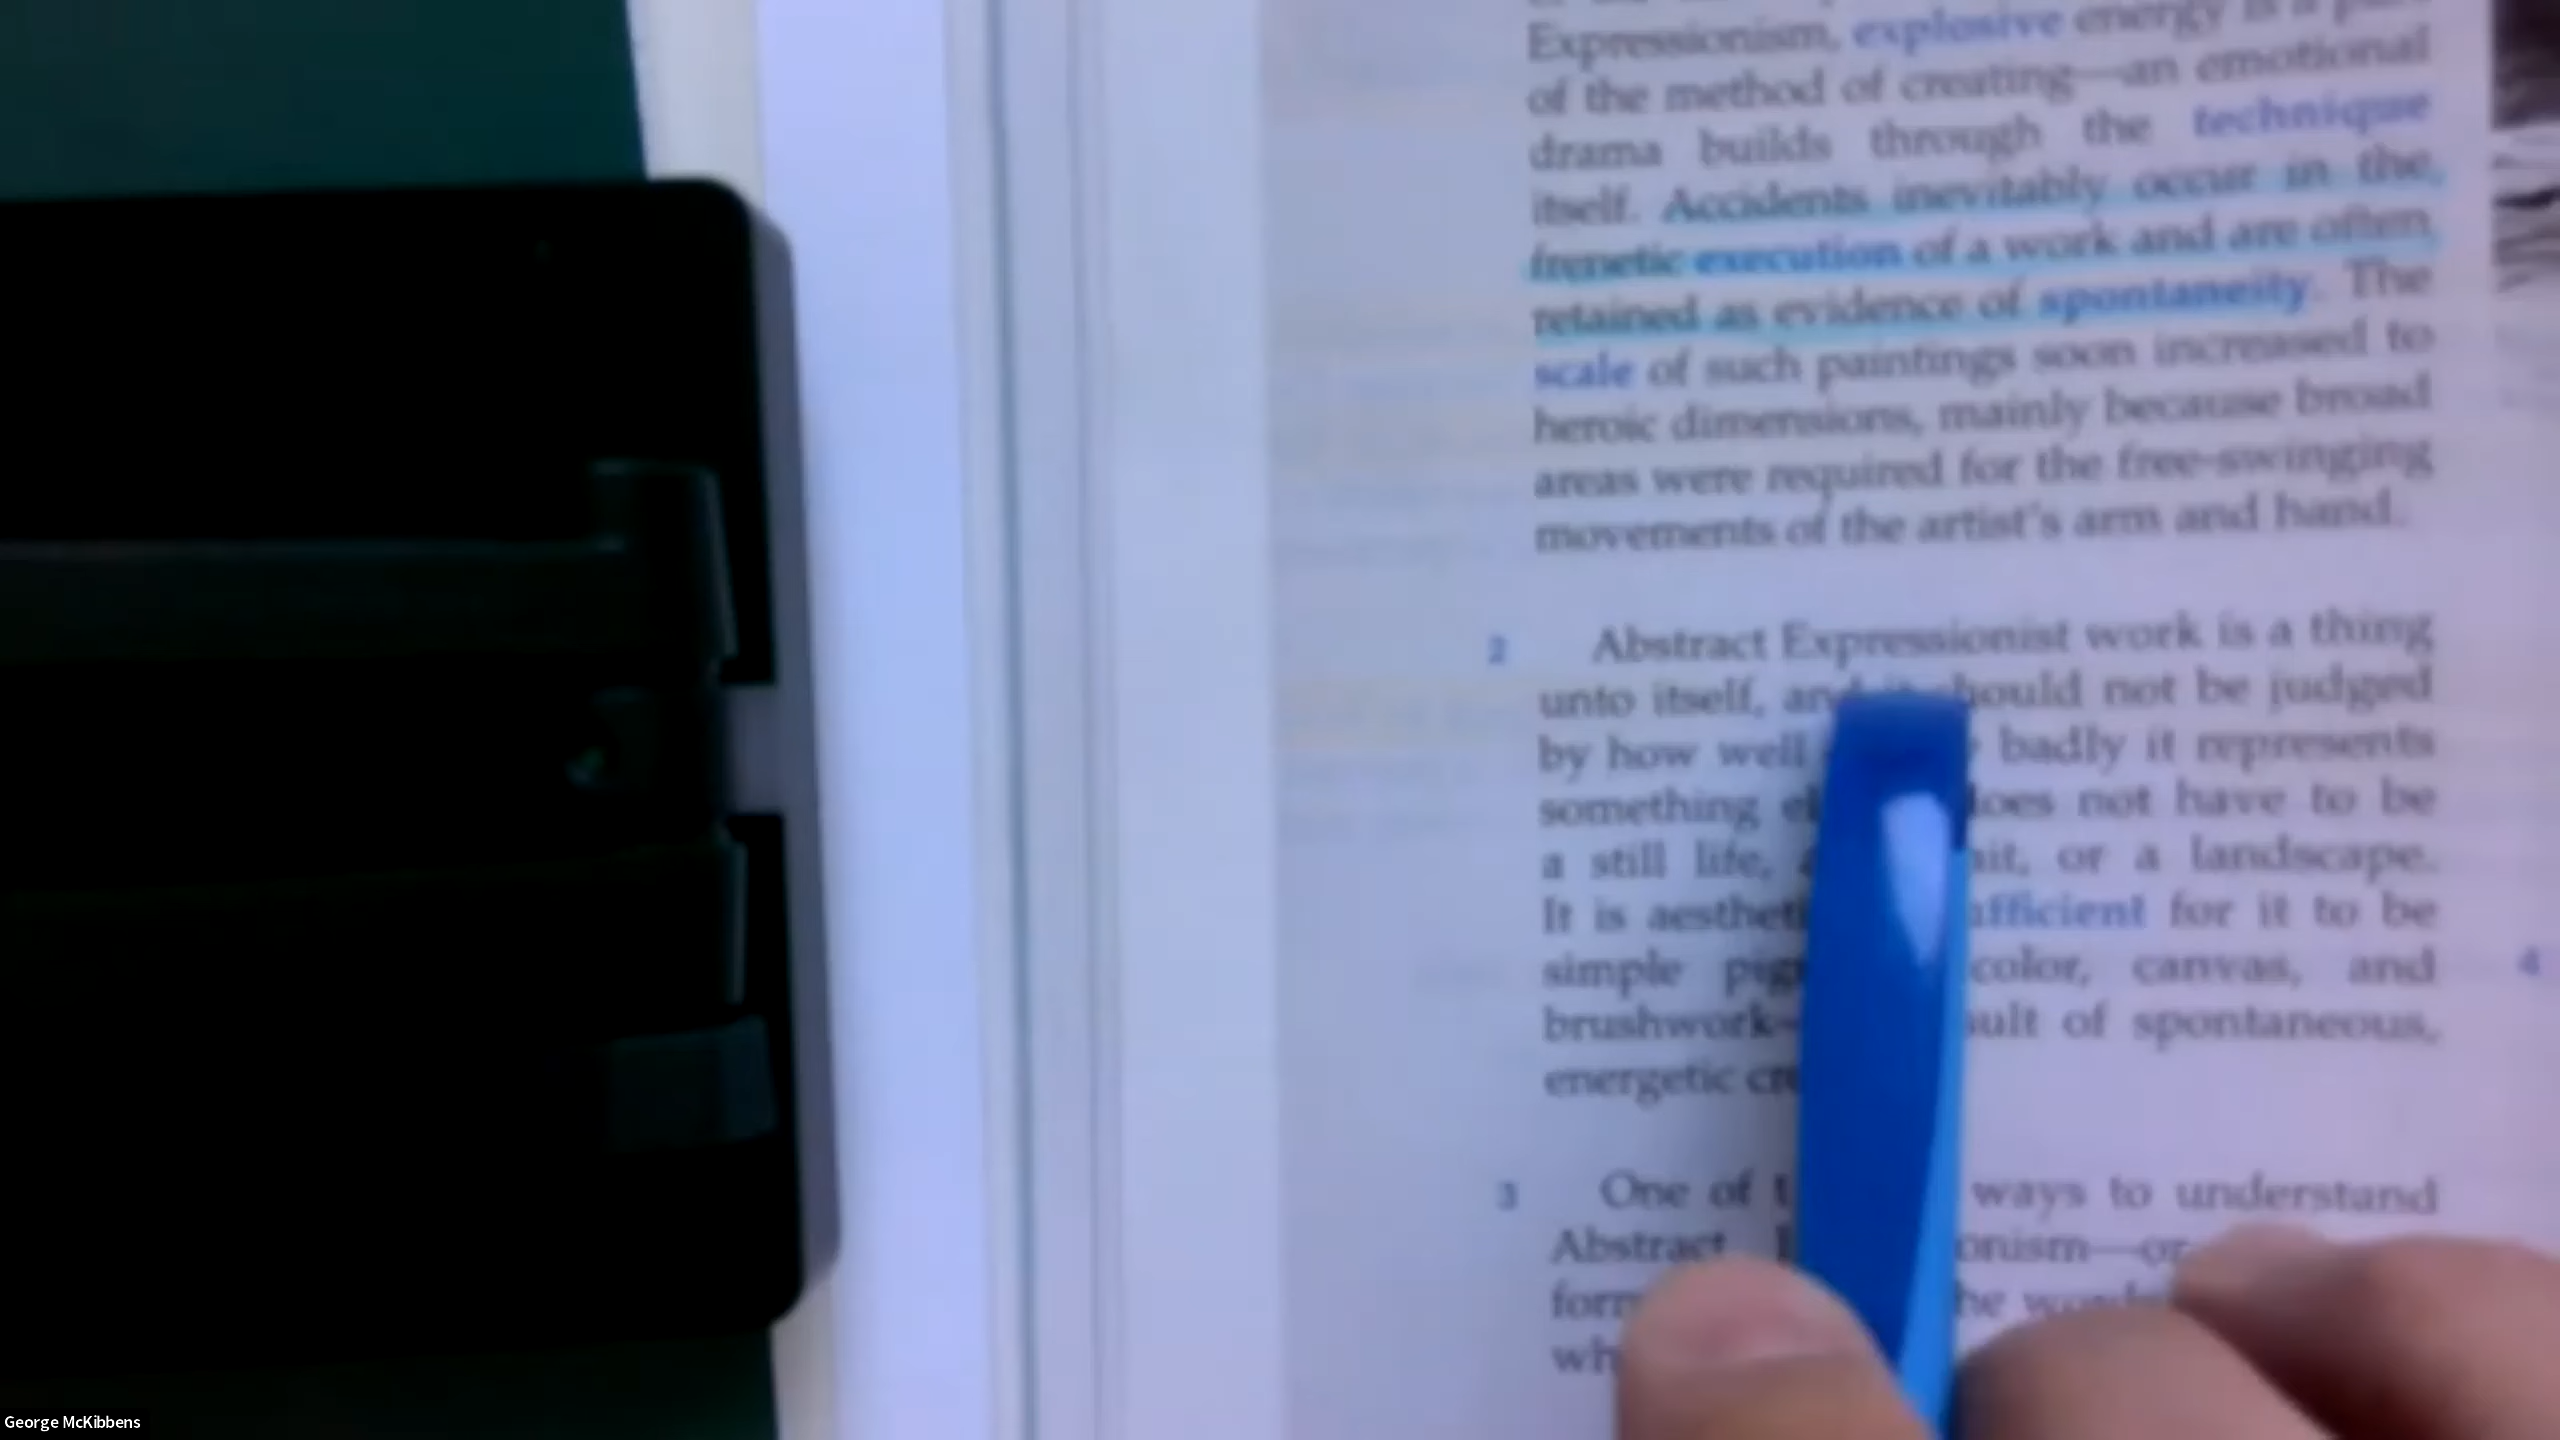 Expressionism, explosive energy is a part
of the method of creating—an emotional
drama builds through the technique
itself. Accidents inevitably occur in the
frenetic execution of a work and are often
retained as evidence of spontaneity. The
scale of such paintings soon increased to
heroic dimensions, mainly because broad
areas were required for the free-swinging
movements of the artist's arm and hand.
2 Abstract Expressionist work is a thing
unto itself, and it should not be judged
by how well badly it represents
something does not have to be
a still life, or a landscape.
It is for it to be
simple color, canvas, and
brushwork— of spontaneous,
energetic
4
3 One of ways to understand
Abstract —or
George McKibbens